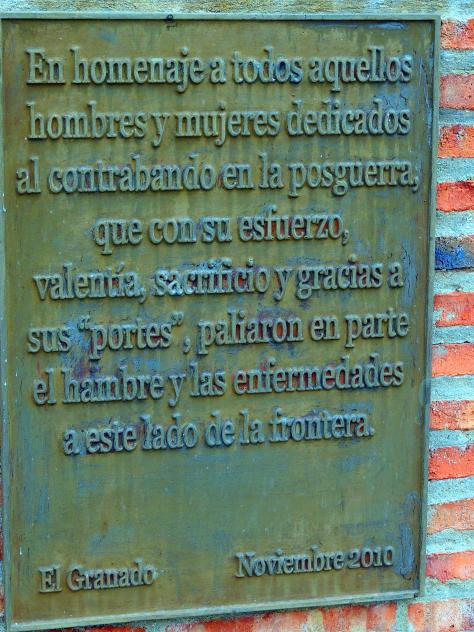 En homenaje a todos aquellos
hombres y mujeres dedicados
al contrabando en la posguerra,
que con su esfuerzo,
valentía, sacrificio y gracias a
sus "portes", paliaron en parte
el hambre y las enfermedades
a este lado de la frontera.
El Granado Noviembre 2010